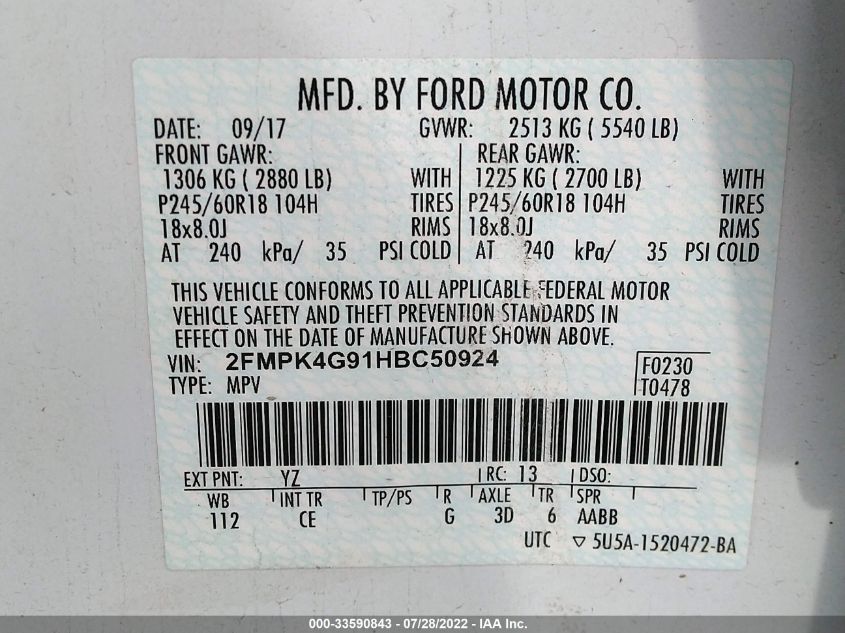 MFD. BY FORD MOTOR CO.
DATE: 09/17 GVWR: 2513 KG ( 5540 LB)
FRONT GAWR: REAR GAWR:
1306 KG ( 2880 LB) WITH 1225 KG ( 2700 LB) WITH
P245/60R18 104H TIRES P245/60R18 104H TIRES
18x8.0J RIMS 18x8.0J RIMS
AT 240 kPa/ 35 PSI COLD AT 240 kPa/ 35 PSI COLD
THIS VEHICLE CONFORMS TO ALL APPLICABLE FEDERAL MOTOR
VEHICLE SAFETY AND THEFT PREVENTION STANDARDS IN
EFFECT ON THE DATE OF MANUFACTURE SHOWN ABOVE.
VIN: 2FMPK4G91HBC50924 F0230
TYPE: MPV T0478
EXT PNT: YZ RC: 13 DSO:
WB INT TR TP/PS R AXLE TR SPR
112 CE G 3D 6 AABB
UTC ▽ 5U5A-1520472-BA
000-33590843 - 07/28/2022 - IAA Inc.